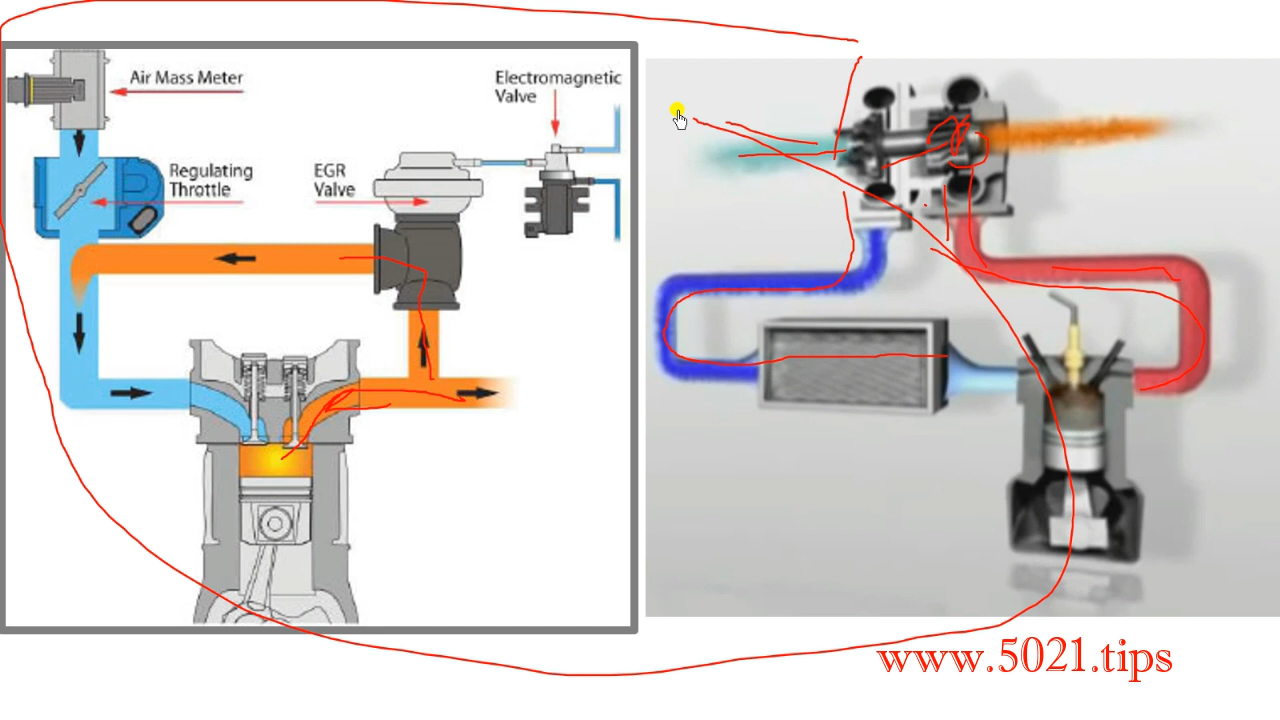 Air Mass Meter
Electromagnetic
Valve
Regulating
Throttle
EGR
Valve
www.5021.tips